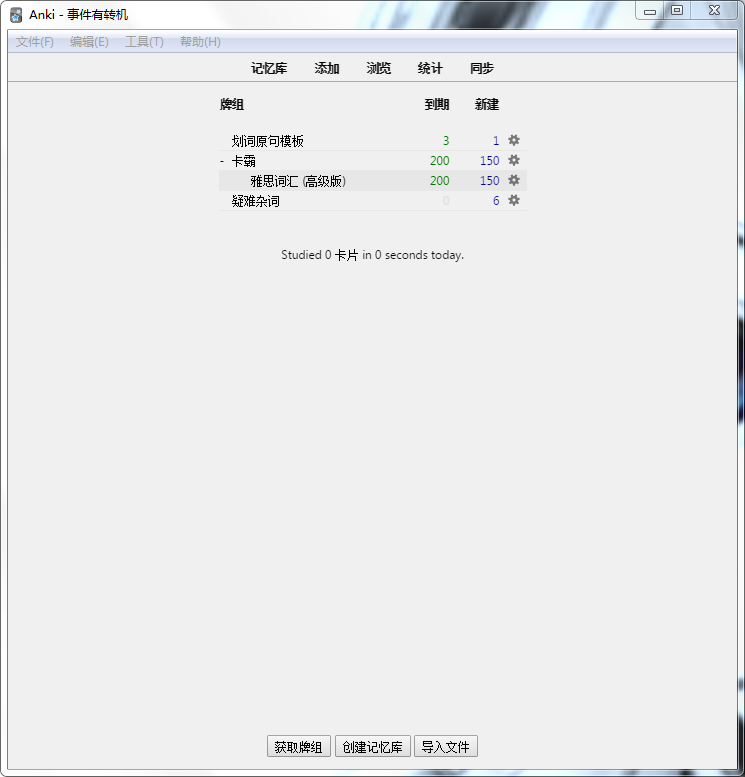 Anki - 事件有转机
文件(F) 编辑(E) 工具(T) 帮助(H)
记忆库 添加 浏览 统计 同步
牌组 到期 新建
划词原句模板 3 1
- 卡霸 200 150
雅思词汇 (高级版) 200 150
疑难杂词 0 6
Studied 0 卡片 in 0 seconds today.
获取牌组 创建记忆库 导入文件